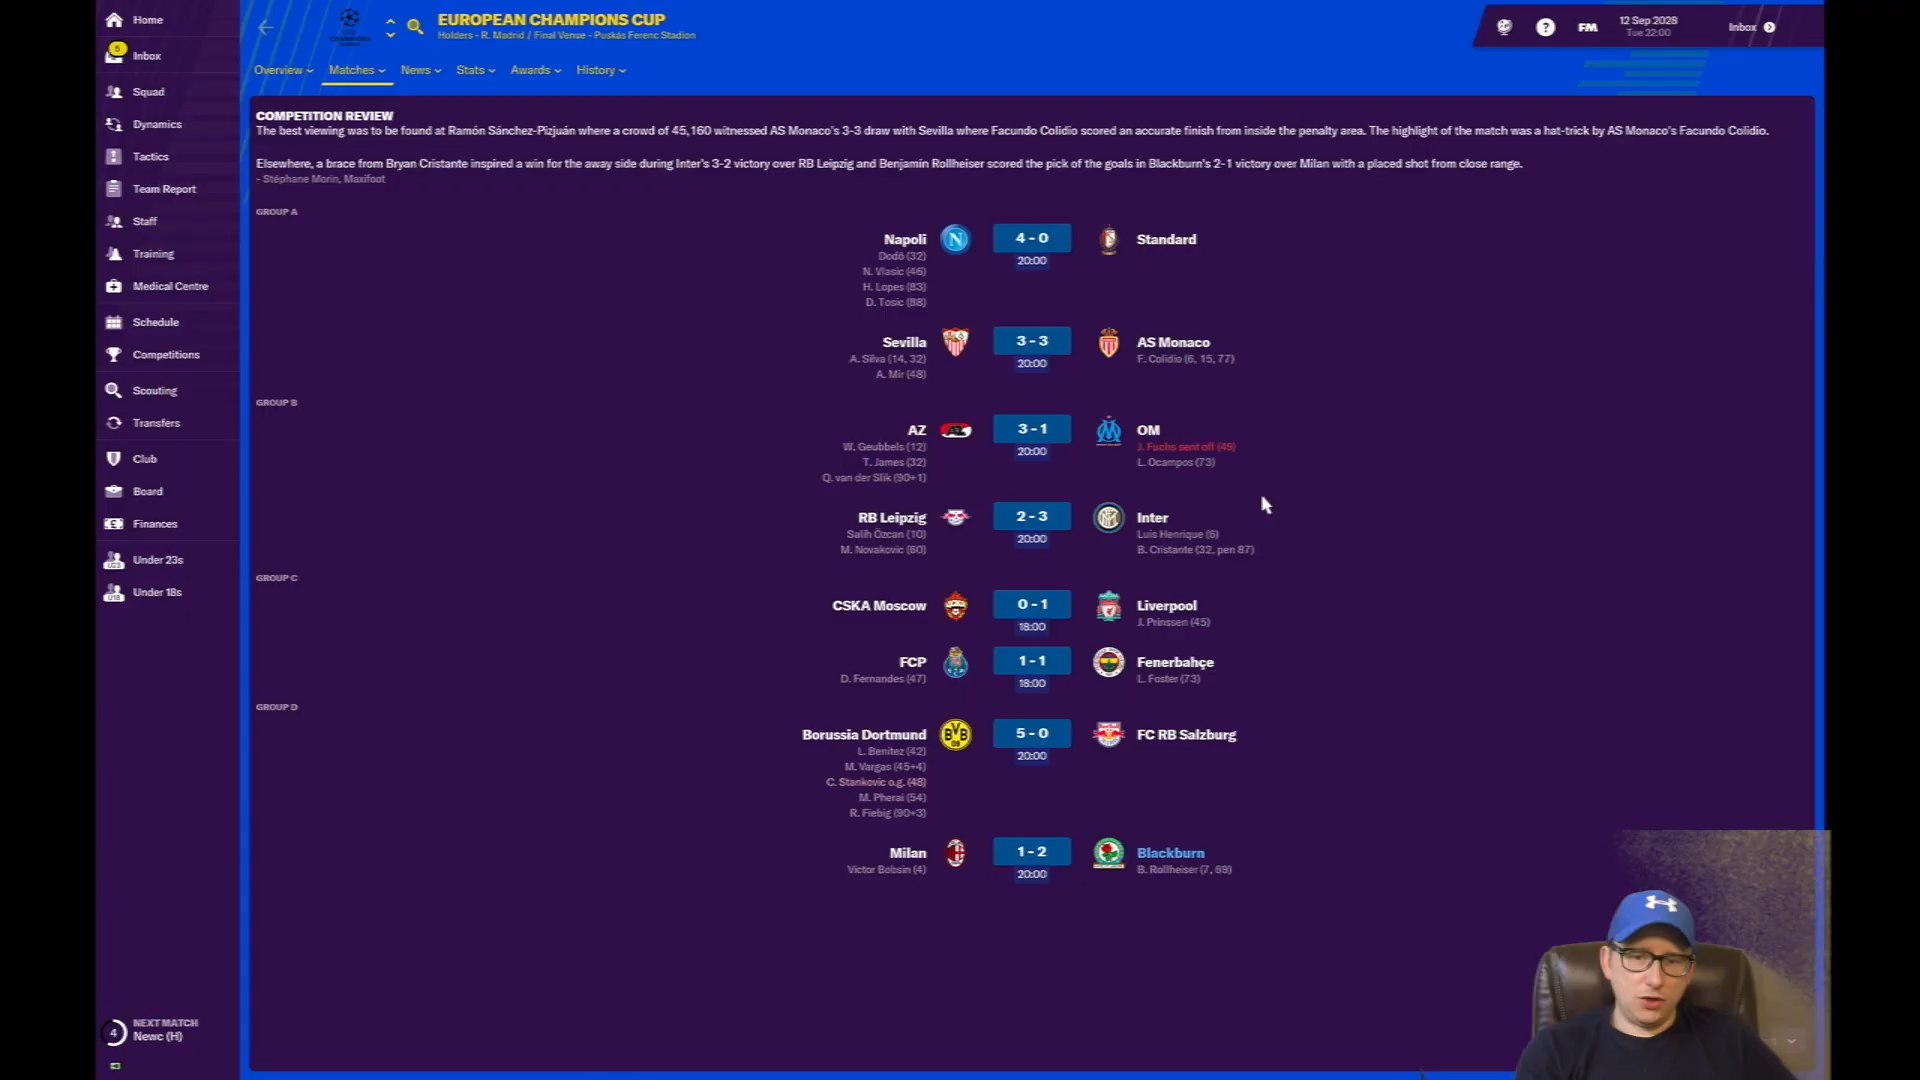 Home
5
Inbox
Squad
Dynamics
Tactics
Team Report
Staff
Training
Medical Centre
Schedule
Competitions
Scouting
Transfers
Club
Board
Finances
U23
Under 23s
U18
Under 18s
4
NEXT MATCH
Newc (H)
EUROPEAN CHAMPIONS CUP
Holders - R. Madrid / Final Venue - Puskás Ferenc Stadion
FM
12 Sep 2028
Tue 22:00
Inbox
Overview
Matches
News
Stats
Awards
History
COMPETITION REVIEW
The best viewing was to be found at Ramón Sánchez-Pizjuán where a crowd of 45,160 witnessed AS Monaco's 3-3 draw with Sevilla where Facundo Colidio scored an accurate finish from inside the penalty area. The highlight of the match was a hat-trick by AS Monaco's Facundo Colidio.
Elsewhere, a brace from Bryan Cristante inspired a win for the away side during Inter's 3-2 victory over RB Leipzig and Benjamín Rollheiser scored the pick of the goals in Blackburn's 2-1 victory over Milan with a placed shot from close range.
- Stéphane Morin, Maxifoot
GROUP A
Napoli 4 - 0 Standard
Dodô (32) 20:00
N. Vlasic (46)
H. Lopes (83)
D. Tosic (88)
Sevilla 3 - 3 AS Monaco
A. Silva (14, 32) 20:00 F. Colidio (6, 15, 77)
A. Mir (48)
GROUP B
AZ 3 - 1 OM
W. Geubbels (12) 20:00 J. Fuchs sent off (49)
T. James (32) L. Ocampos (73)
Q. van der Slik (90+1)
RB Leipzig 2 - 3 Inter
Salih Özcan (10) 20:00 Luis Henrique (6)
M. Novakovic (60) B. Cristante (32, pen 87)
GROUP C
CSKA Moscow 0 - 1 Liverpool
18:00 J. Prinssen (45)
FCP 1 - 1 Fenerbahçe
D. Fernandes (47) 18:00 L. Foster (73)
GROUP D
Borussia Dortmund 5 - 0 FC RB Salzburg
L. Benítez (42) 20:00
M. Vargas (45+4)
C. Stankovic o.g. (48)
M. Pherai (54)
R. Fiebig (90+3)
Milan 1 - 2 Blackburn
Victor Bobsin (4) 20:00 B. Rollheiser (7, 69)